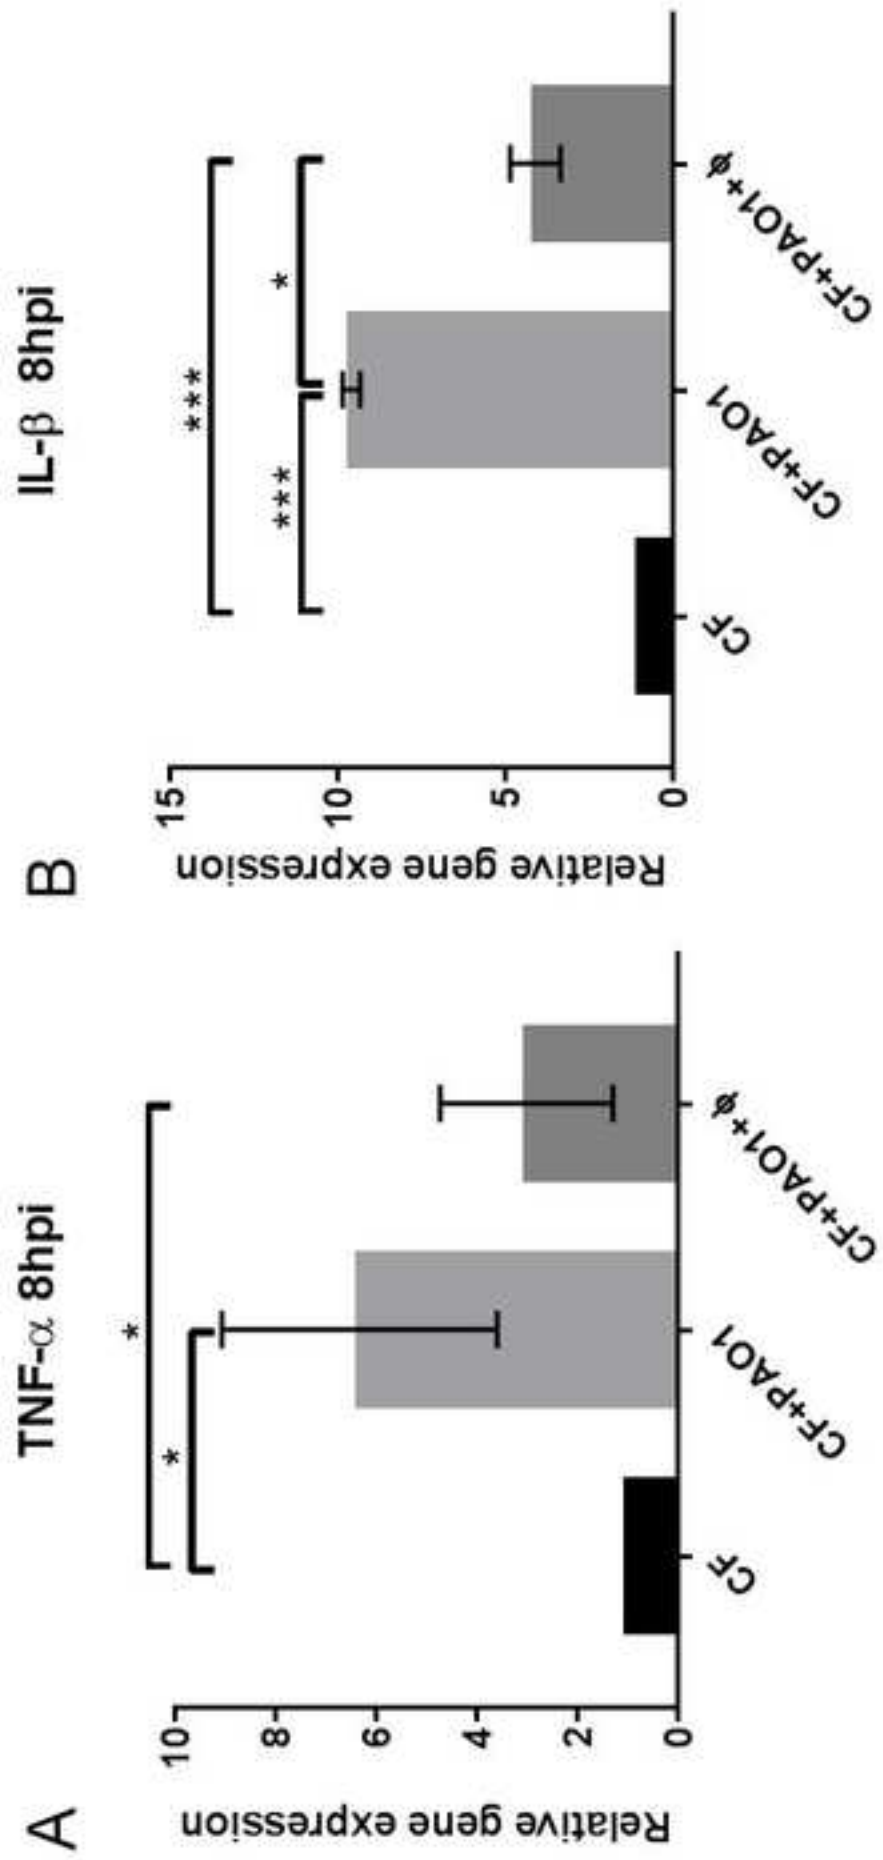 A
TNF-α 8hpi
Relative gene expression
10
8
6
4
2
0
*
*
CF
CF+PAO1
CF+PAO1+ϕ
B
IL-β 8hpi
Relative gene expression
15
10
5
0
***
***
*
CF
CF+PAO1
CF+PAO1+ϕ